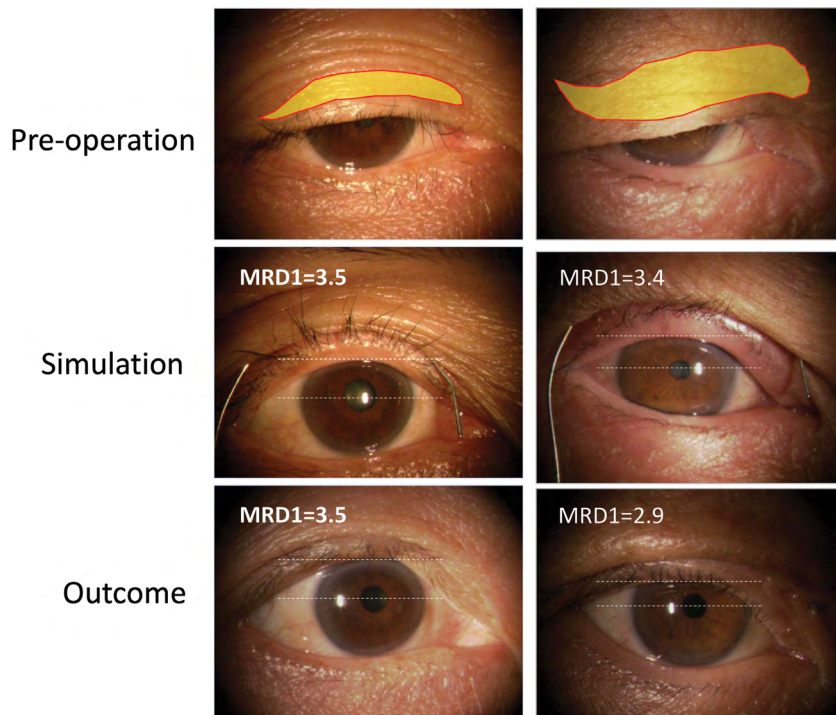 Pre-operation
Simulation
MRD1=3.5
MRD1=3.4
Outcome
MRD1=3.5
MRD1=2.9